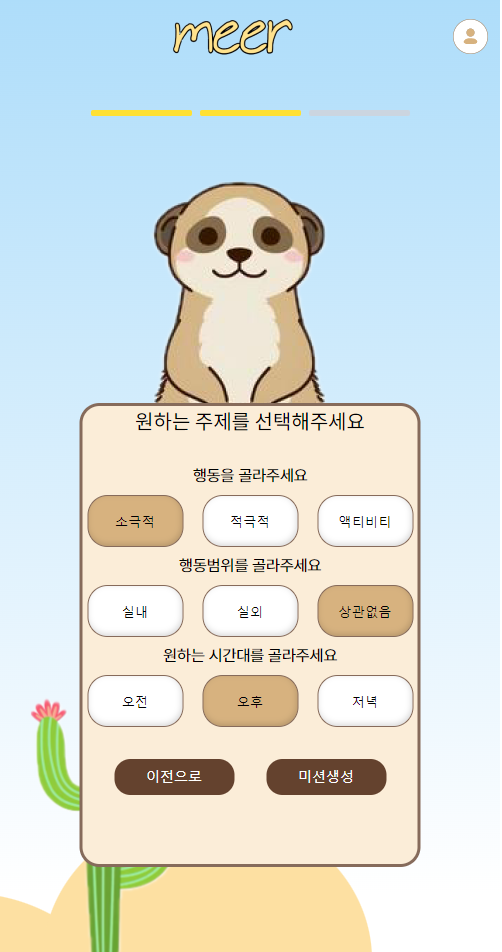 meer
원하는 주제를 선택해주세요
행동을 골라주세요
소극적 적극적 액티비티
행동범위를 골라주세요
실내 실외 상관없음
원하는 시간대를 골라주세요
오전 오후 저녁
이전으로 미션생성